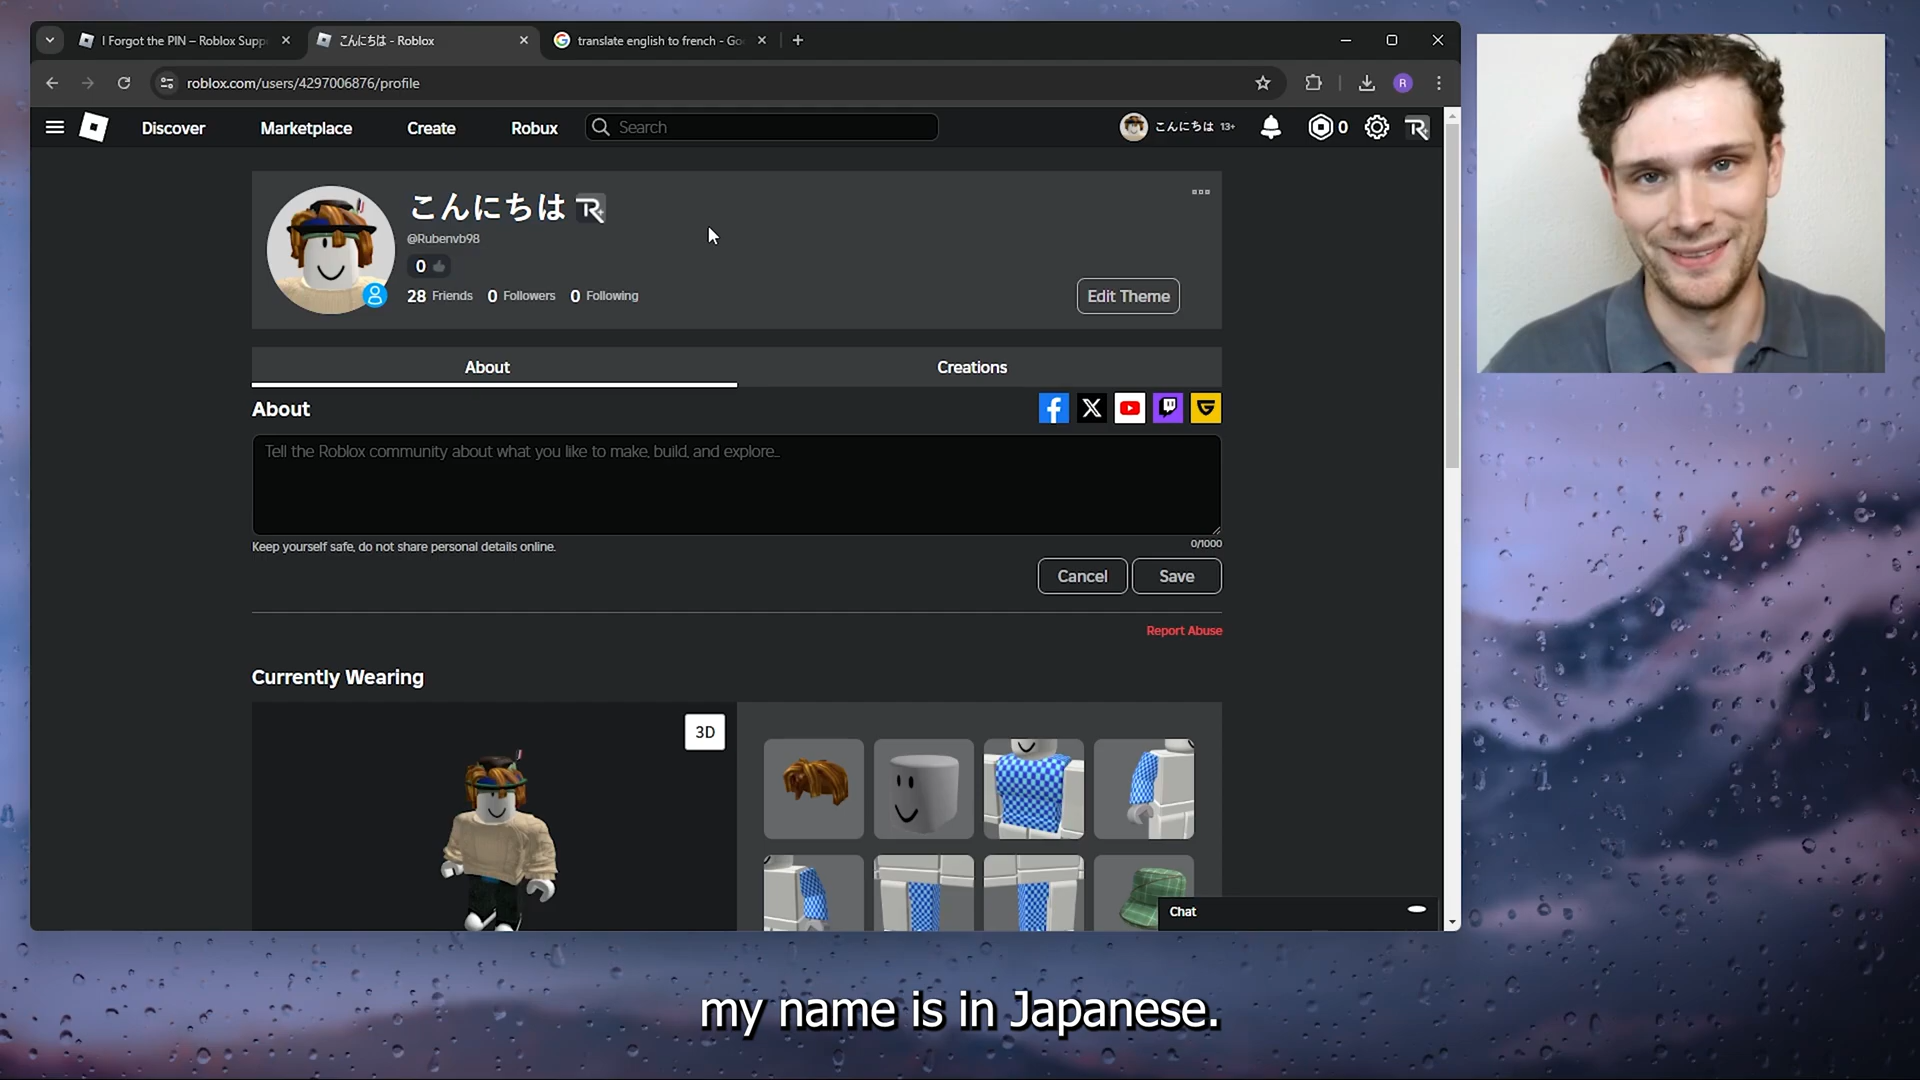 I Forgot the PIN – Roblox Supp
こんにちは - Roblox
translate english to french - Go
roblox.com/users/4297006876/profile
R
Discover
Marketplace
Create
Robux
Search
こんにちは 13+
0
こんにちは
@Rubenvb98
0
28 Friends 0 Followers 0 Following
Edit Theme
About
Creations
About
Tell the Roblox community about what you like to make, build, and explore...
Keep yourself safe, do not share personal details online.
0/1000
Cancel
Save
Report Abuse
Currently Wearing
3D
Chat
my name is in Japanese.